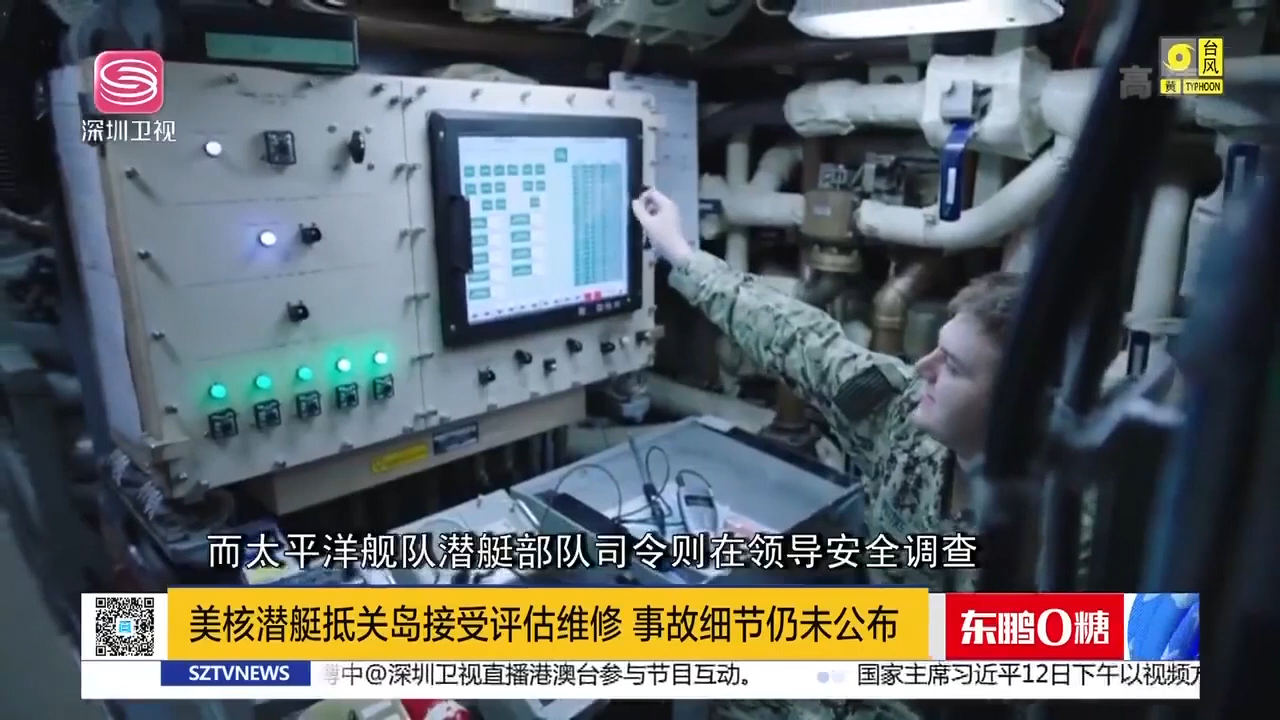 深圳卫视
高
台风
黄
TYPHOON
而太平洋舰队潜艇部队司令则在领导安全调查
美核潜艇抵关岛接受评估维修 事故细节仍未公布
东鹏0糖
SZTVNEWS
中@深圳卫视直播港澳台参与节目互动。
国家主席习近平12日下午以视频方